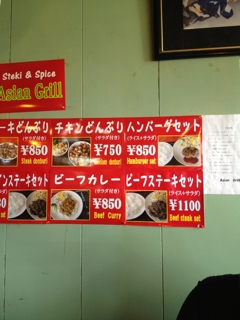 Steki & Spice
Asian Grill
ーキどんぶり
(サラダ付き)
¥850
Steak donburi
チキンどんぶり
(サラダ付き)
¥750
donburi
ハンバーグセット
(ライス+サラダ)
¥850
Hamburger set
ンステーキセット
ビーフカレー
(サラダ付き)
¥850
Beef Curry
ビーフステーキセット
(ライス+サラダ)
¥1100
Beef steak set
Asian